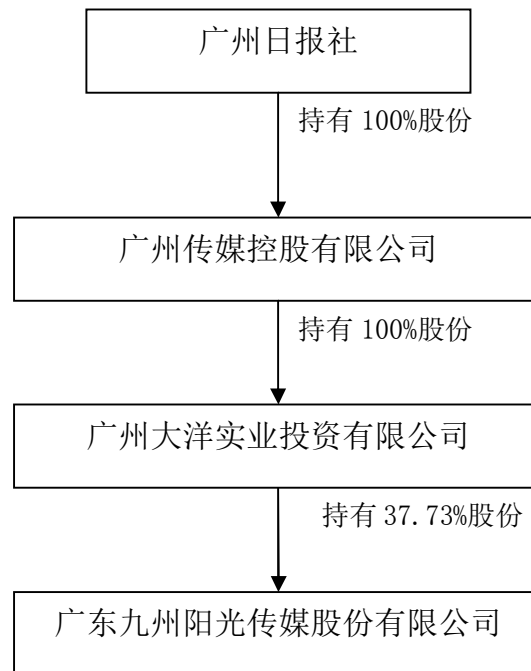 广州日报社
持有 100%股份
广州传媒控股有限公司
持有 100%股份
广州大洋实业投资有限公司
持有 37.73%股份
广东九州阳光传媒股份有限公司